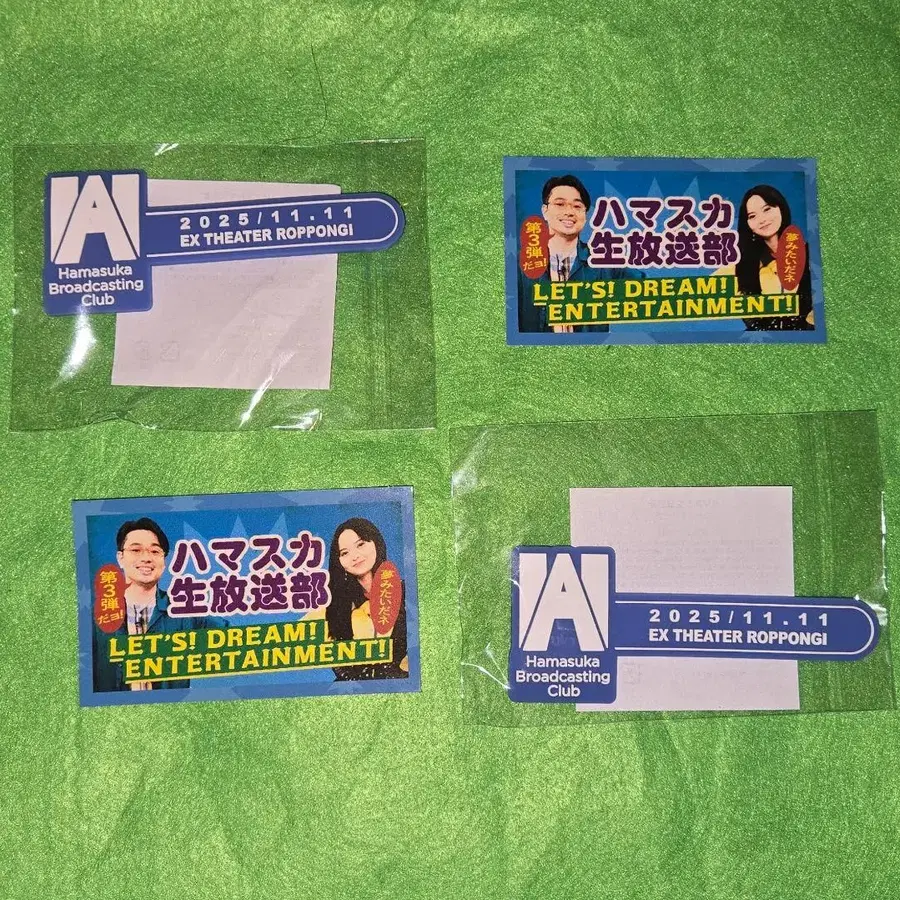 2025/11.11
EX THEATER ROPPONGI
Hamasuka
Broadcasting
Club
第3弾だヨ!
ハマスカ
生放送部
夢みたいだネ
LET'S! DREAM!
ENTERTAINMENT!
第3弾だヨ!
ハマスカ
生放送部
夢みたいだネ
LET'S! DREAM!
ENTERTAINMENT!
2025/11.11
EX THEATER ROPPONGI
Hamasuka
Broadcasting
Club